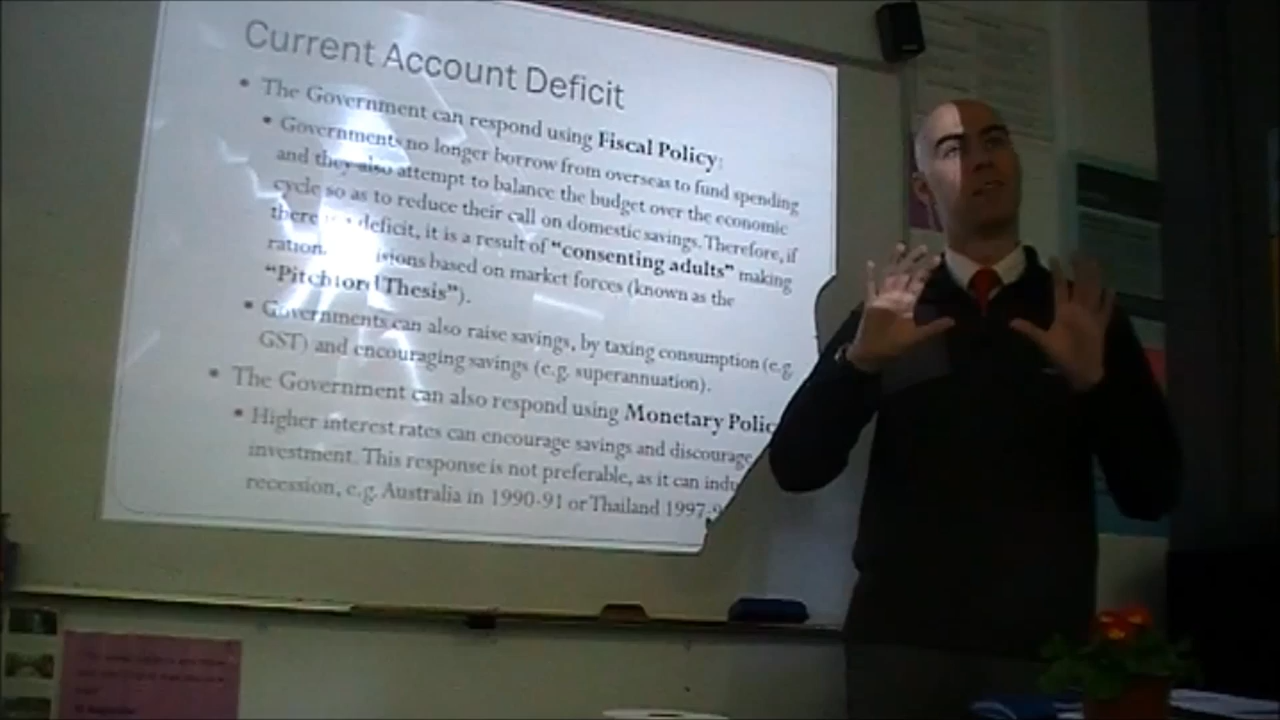 Current Account Deficit
• The Government can respond using Fiscal Policy:
• Governments no longer borrow from overseas to fund spending
and they also attempt to balance the budget over the economic
cycle so as to reduce their call on domestic savings. Therefore, if
there deficit, it is a result of “consenting adults” making
based on market forces (known as the
“Pitchford Thesis”).
• Governments can also raise savings, by taxing consumption (e.g.
GST) and encouraging savings (e.g. superannuation).
• The Government can also respond using Monetary Polic
• Higher interest rates can encourage savings and discourage
investment. This response is not preferable, as it can indu
recession, e.g. Australia in 1990-91 or Thailand 1997-9